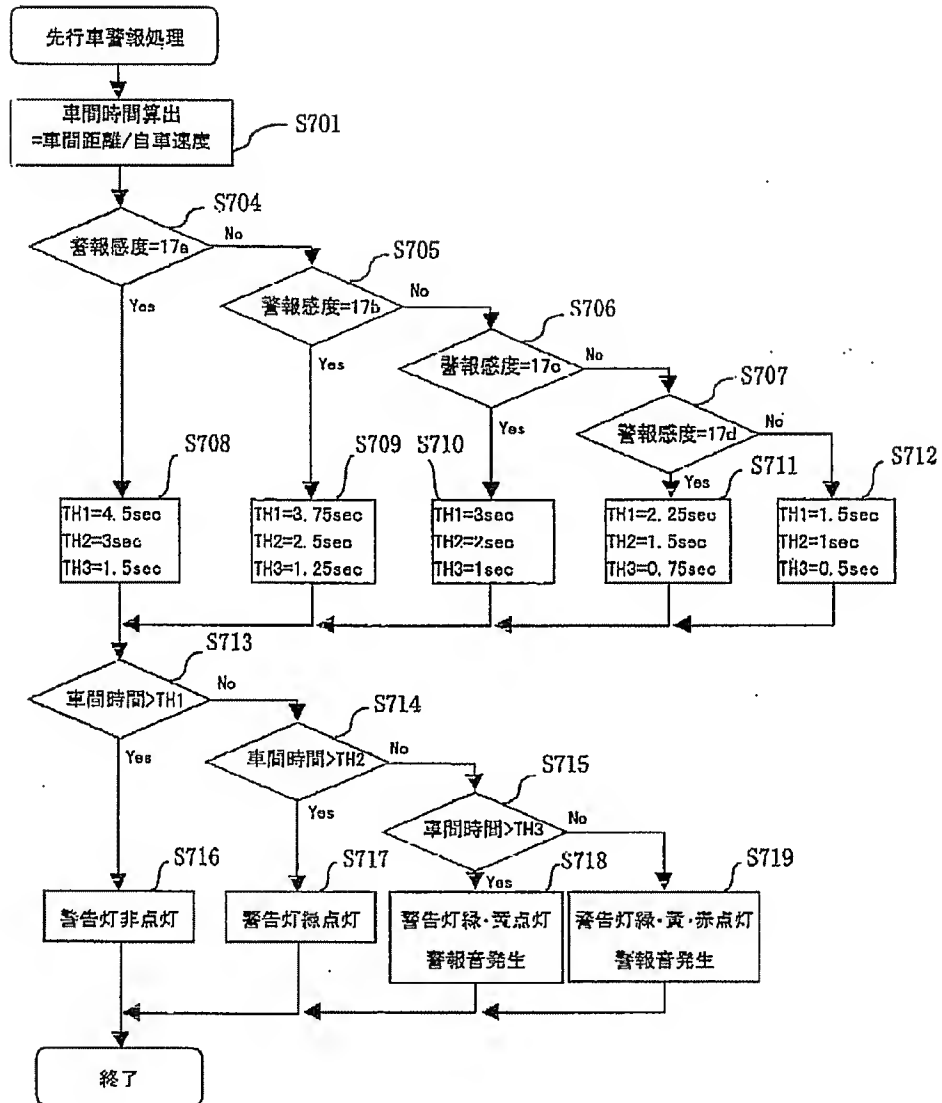 先行車警報処理
車間時間算出
=車間距離/自車速度
S701
S704
警報感度=17a
No
Yes
S705
警報感度=17b
No
Yes
S706
警報感度=17c
No
Yes
S707
警報感度=17d
No
Yes
S708
TH1=4.5sec
TH2=3sec
TH3=1.5sec
S709
TH1=3.75sec
TH2=2.5sec
TH3=1.25sec
S710
TH1=3sec
TH2=2sec
TH3=1sec
S711
TH1=2.25sec
TH2=1.5sec
TH3=0.75sec
S712
TH1=1.5sec
TH2=1sec
TH3=0.5sec
S713
車間時間>TH1
No
Yes
S714
車間時間>TH2
No
Yes
S715
車間時間>TH3
No
Yes
S716
警告灯非点灯
S717
警告灯緑点灯
S718
警告灯緑・黄点灯
警報音発生
S719
警告灯緑・黄・赤点灯
警報音発生
終了